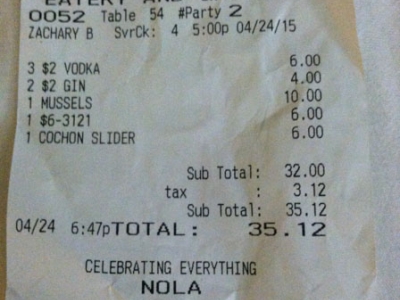 EATERY AND
0052 Table 54 #Party 2
ZACHARY B SvrCk: 4 5:00p 04/24/15
3 $2 VODKA 6.00
2 $2 GIN 4.00
1 MUSSELS 10.00
1 $6-3121 6.00
1 COCHON SLIDER 6.00
Sub Total: 32.00
tax : 3.12
Sub Total: 35.12
04/24 6:47p TOTAL: 35.12
CELEBRATING EVERYTHING
NOLA